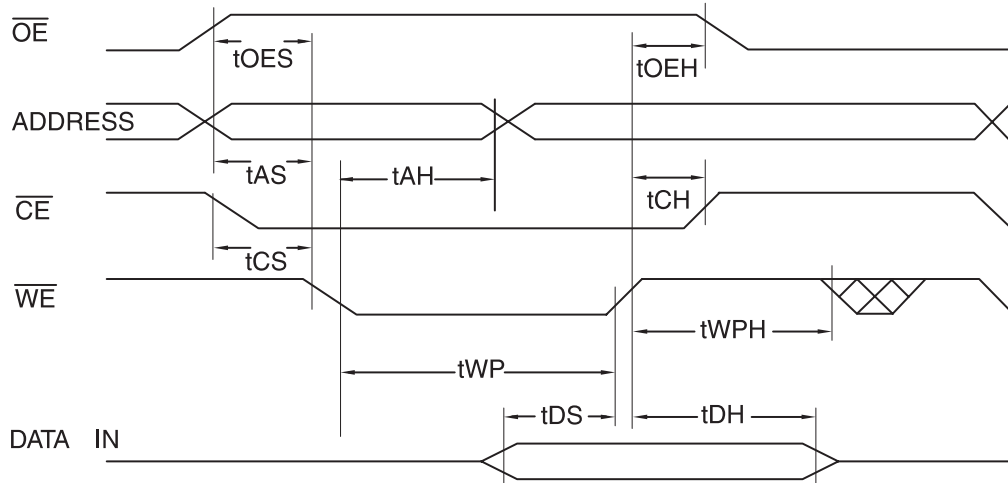 OE
tOES
tOEH
ADDRESS
tAS
tAH
tCH
CE
tCS
WE
tWPH
tWP
tDS
tDH
DATA IN